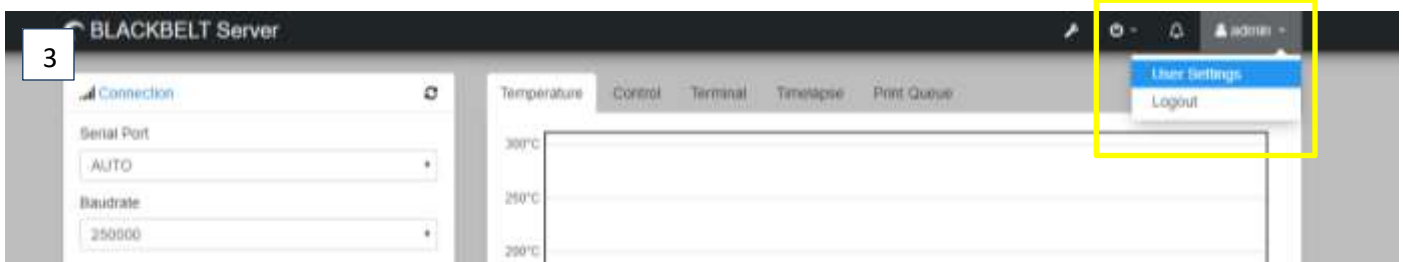 BLACKBELT Server
admin
3
User Settings
Logout
Connection
Temperature Control Terminal Timelapse Print Queue
Serial Port
AUTO
Baudrate
250000
300°C
250°C
200°C